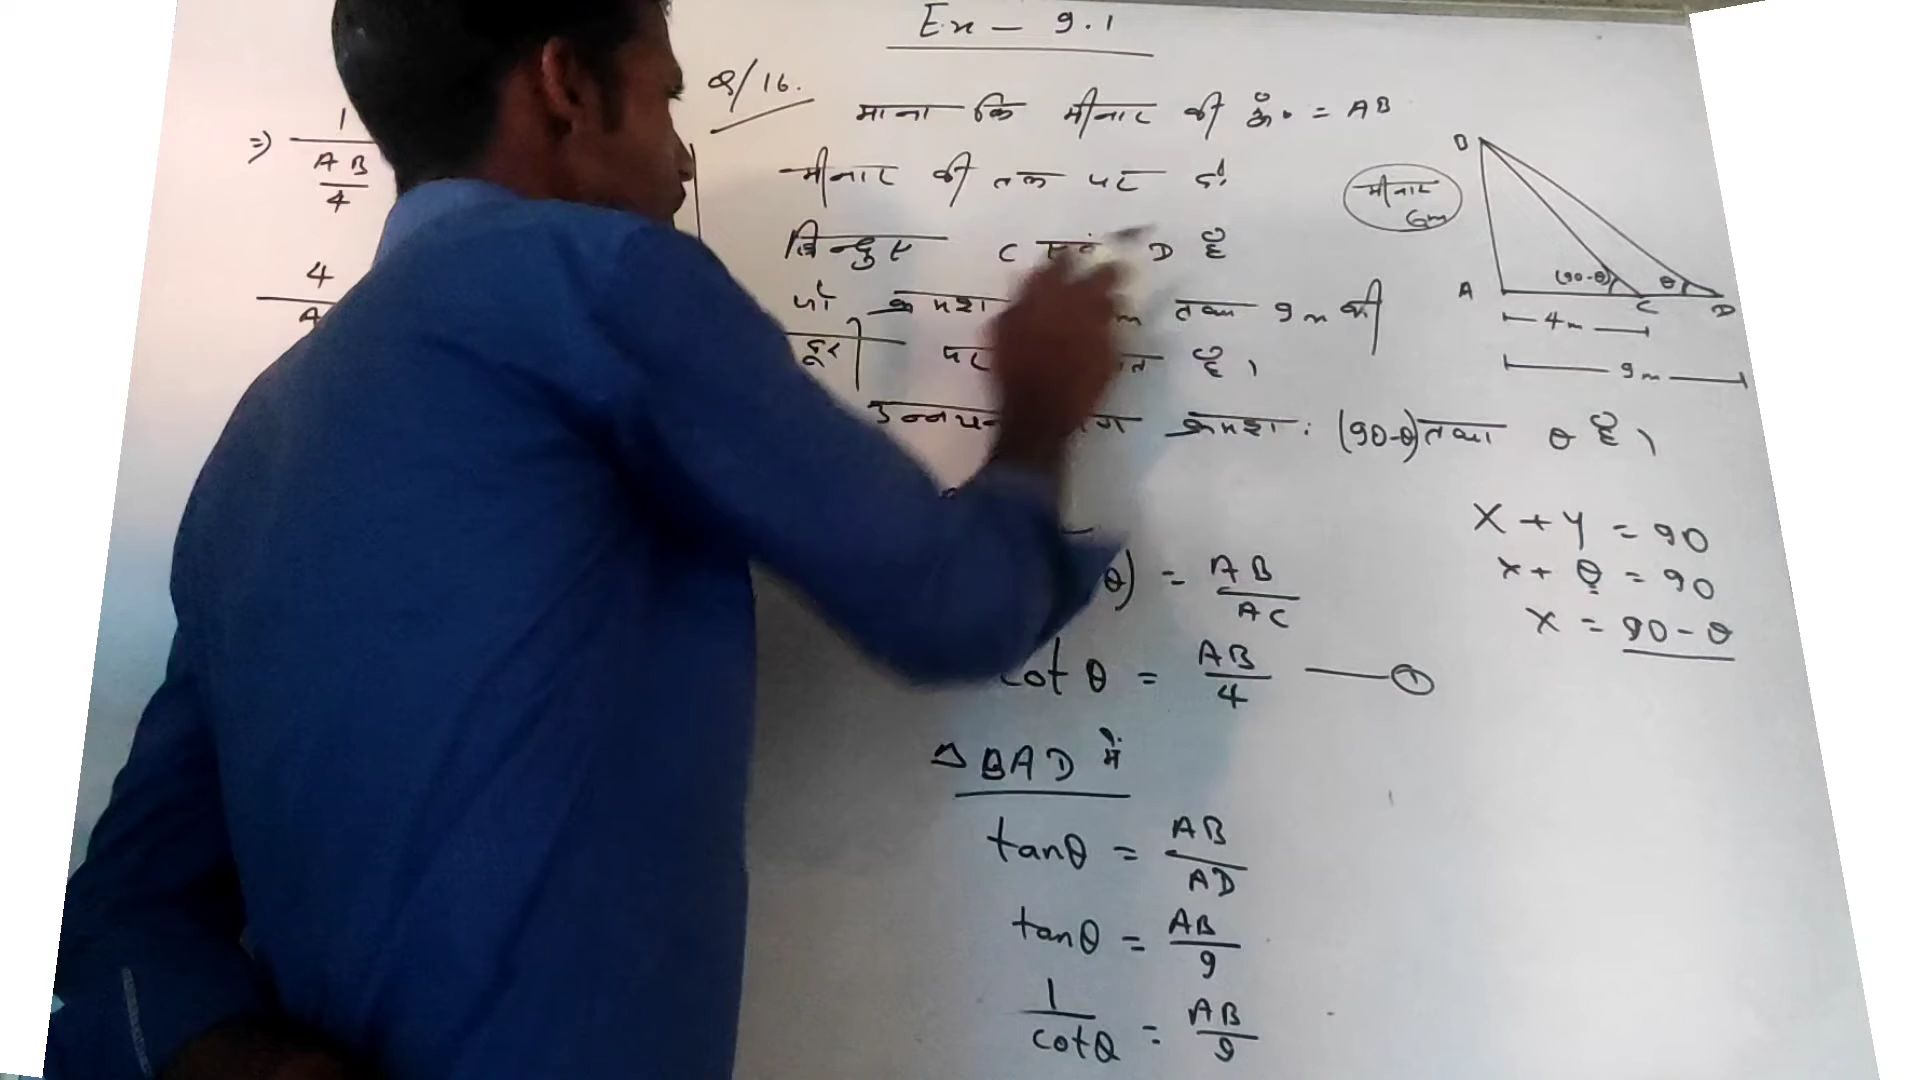 Ex - 9.1
Q/16.
माना कि मीनार की ऊँ० = AB
मीनार की तल पर दो
बिन्दुए C एवं D है
जो क्रमशः m तथा 9m की
दूरी पर है।
क्रमशः: (90-θ) तथा θ है।
B
मीनार
6m
A
(90-θ)
θ
C
D
4m
9m
x + y = 90
x + θ = 90
x = 90 - θ
⇒ 1
AB
4
4
θ) = AB
AC
cot θ = AB
4 — ①
△BAD में
tanθ = AB
AD
tanθ = AB
9
1
cotθ = AB
9